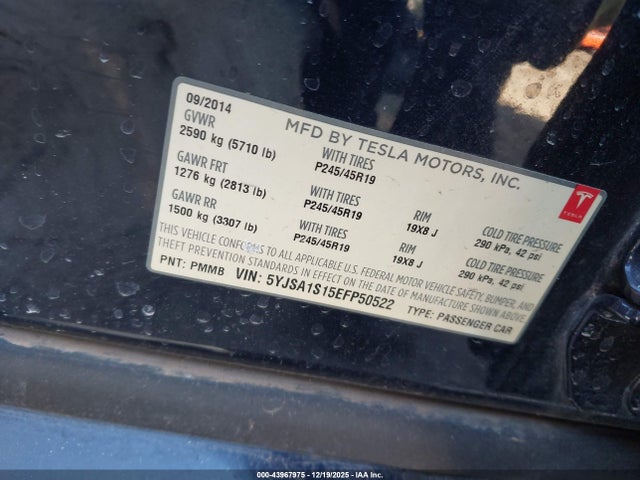 09/2014
MFD BY TESLA MOTORS, INC.
GVWR
2590 kg (5710 lb) WITH TIRES P245/45R19
GAWR FRT
1276 kg (2813 lb) WITH TIRES P245/45R19 RIM 19X8 J COLD TIRE PRESSURE 290 kPa, 42 psi
GAWR RR
1500 kg (3307 lb) WITH TIRES P245/45R19 RIM 19X8 J COLD TIRE PRESSURE 290 kPa, 42 psi
THIS VEHICLE CONFORMS TO ALL APPLICABLE U.S. FEDERAL MOTOR VEHICLE SAFETY, BUMPER, AND
THEFT PREVENTION STANDARDS IN EFFECT ON THE DATE OF MANUFACTURE SHOWN ABOVE
PNT: PMMB VIN: 5YJSA1S15EFP50522 TYPE: PASSENGER CAR
TESLA
000-43967975 - 12/19/2025 - IAAI.COM